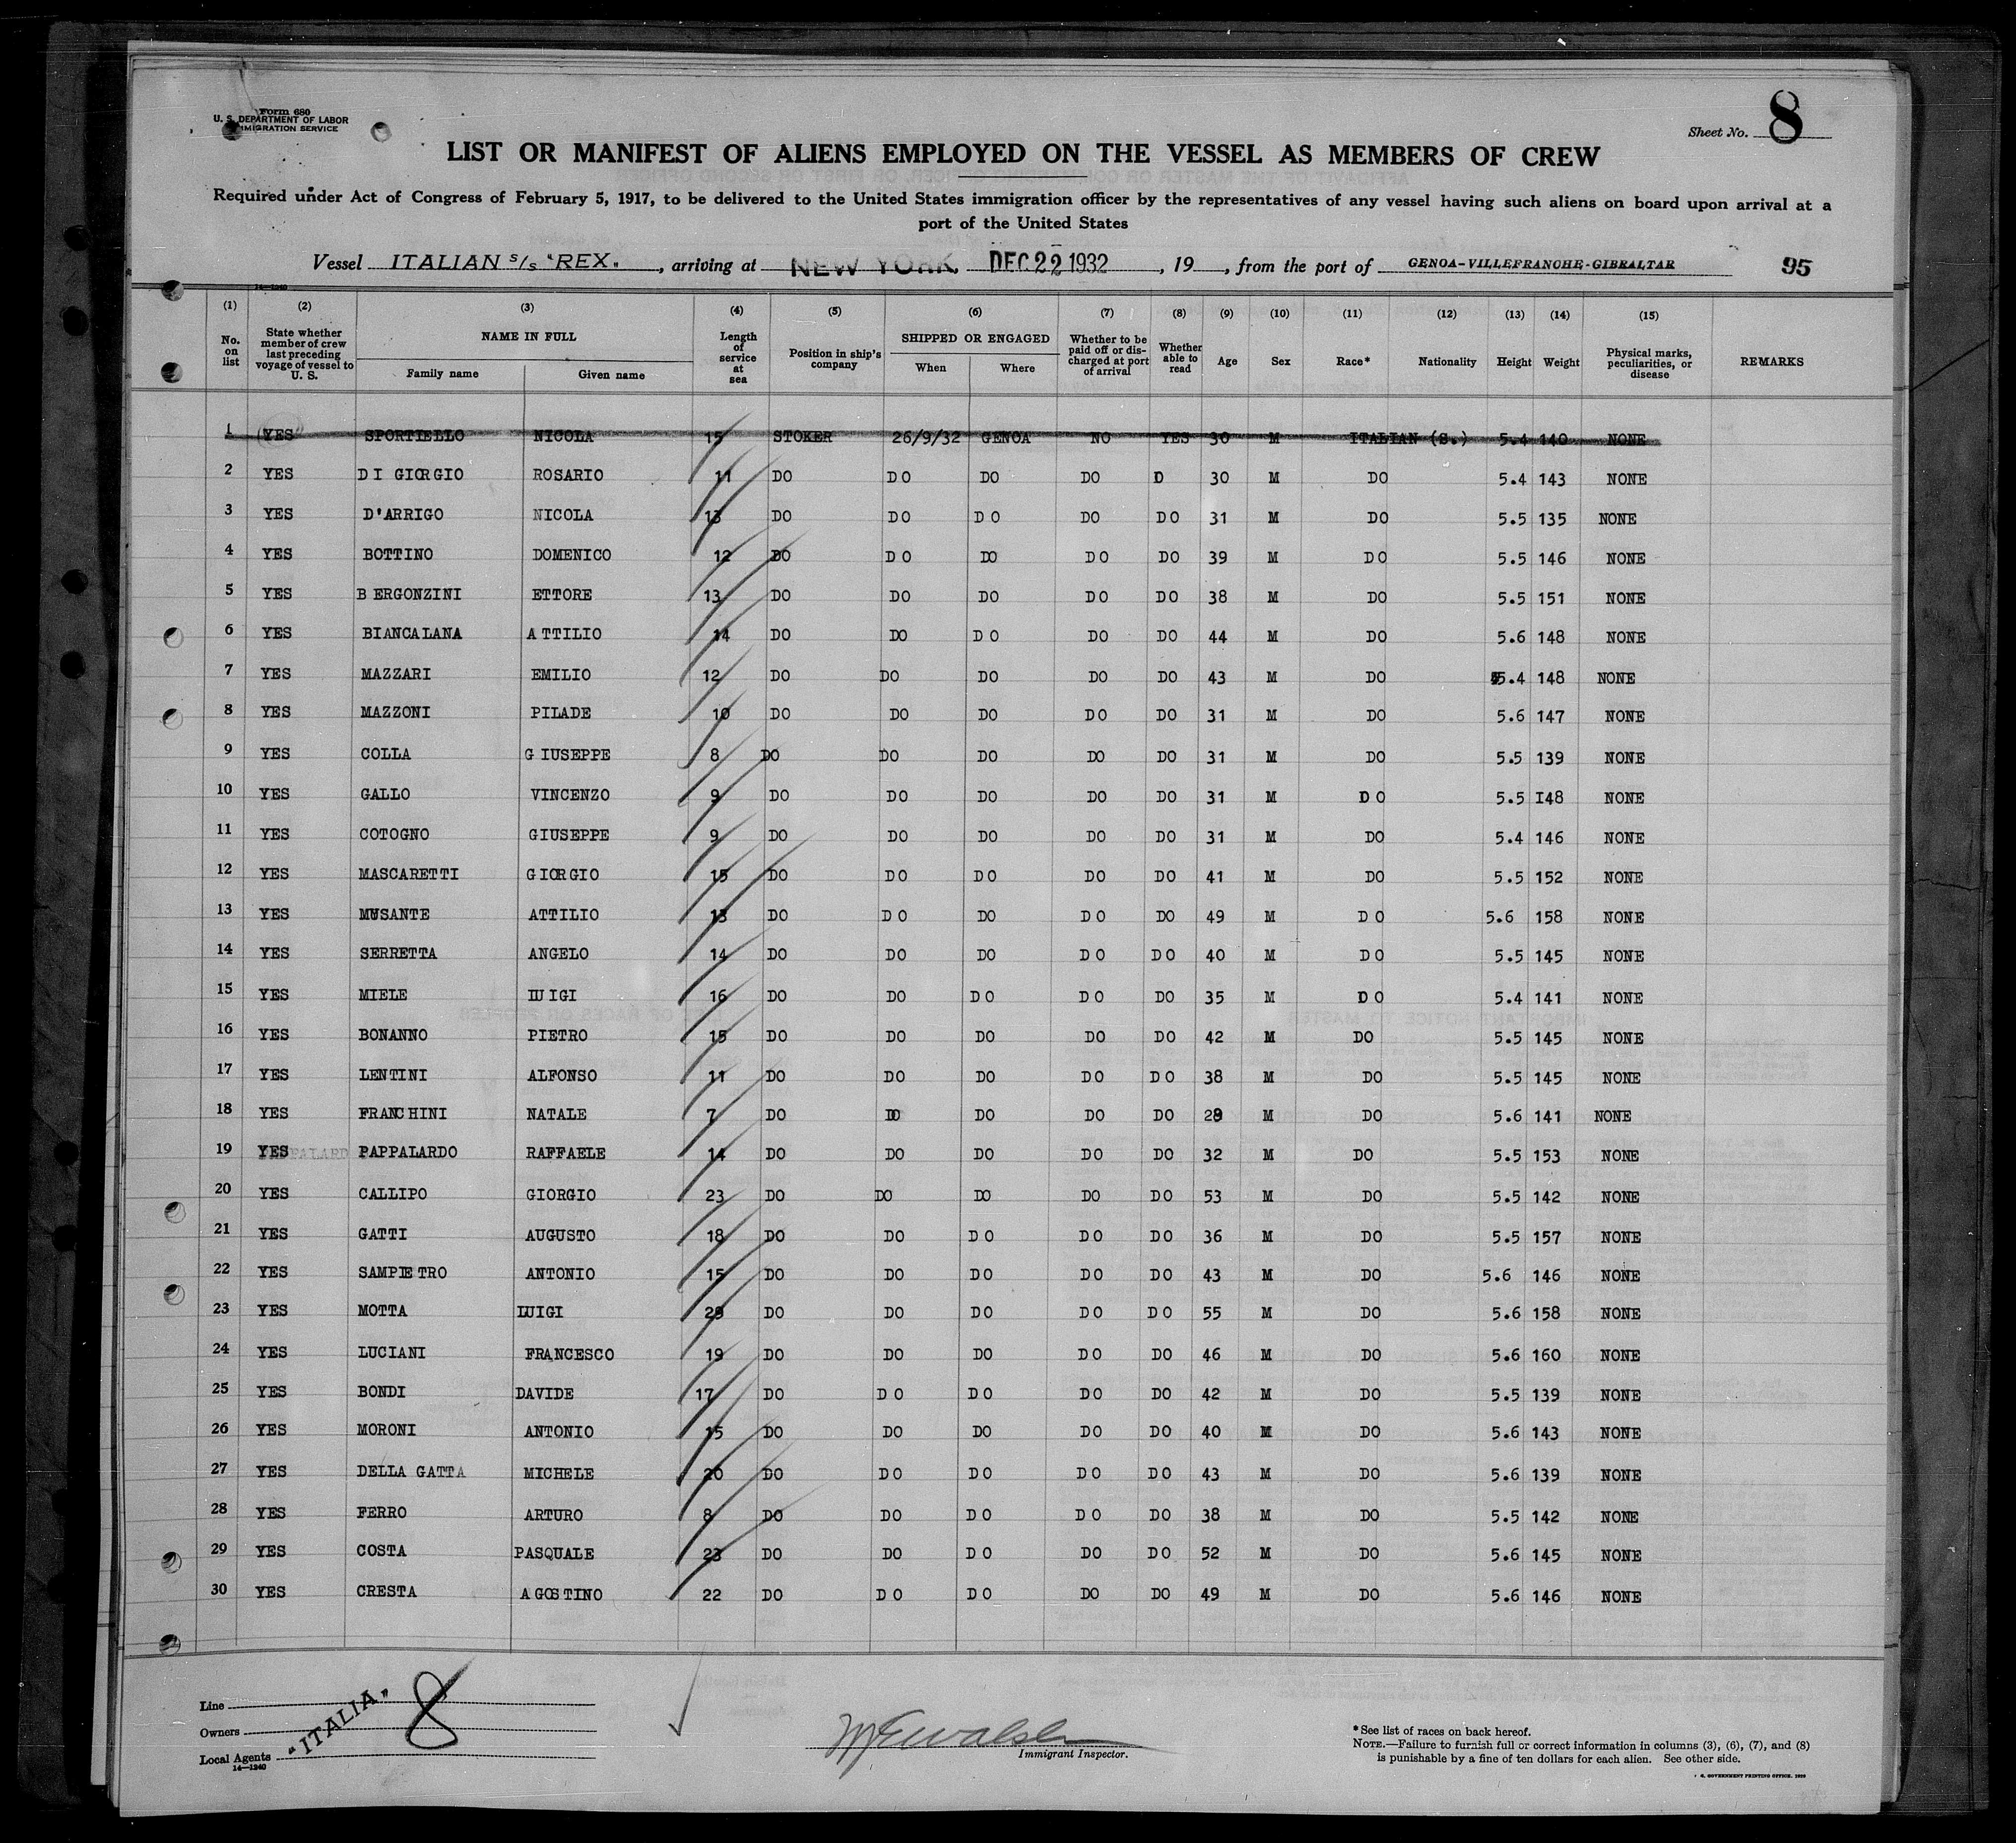 Form 680
U. S. DEPARTMENT OF LABOR
IMMIGRATION SERVICE
Sheet No. 8
LIST OR MANIFEST OF ALIENS EMPLOYED ON THE VESSEL AS MEMBERS OF CREW
Required under Act of Congress of February 5, 1917, to be delivered to the United States immigration officer by the representatives of any vessel having such aliens on board upon arrival at a
port of the United States
Vessel ITALIAN S/S "REX", arriving at NEW YORK, DEC 22 1932, 19 , from the port of GENOA-VILLEFRANCHE-GIBRALTAR 95
14—1240
(1) (2) (3) (4) (5) (6) (7) (8) (9) (10) (11) (12) (13) (14) (15)
No. on list State whether member of crew last preceding voyage of vessel to U. S. NAME IN FULL Family name Given name Length of service at sea Position in ship's company SHIPPED OR ENGAGED When Where Whether to be paid off or discharged at port of arrival Whether able to read Age Sex Race* Nationality Height Weight Physical marks, peculiarities, or disease REMARKS
1 YES SPORTIELLO NICOLA 15 STOKER 26/9/32 GENOA NO YES 30 M ITALIAN (S.) 5.4 140 NONE
2 YES DI GIORGIO ROSARIO 11 DO DO DO DO D 30 M DO 5.4 143 NONE
3 YES D'ARRIGO NICOLA 13 DO DO DO DO DO 31 M DO 5.5 135 NONE
4 YES BOTTINO DOMENICO 12 DO DO DO DO DO 39 M DO 5.5 146 NONE
5 YES BERGONZINI ETTORE 13 DO DO DO DO DO 38 M DO 5.5 151 NONE
6 YES BIANCALANA ATTILIO 14 DO DO DO DO DO 44 M DO 5.6 148 NONE
7 YES MAZZARI EMILIO 12 DO DO DO DO DO 43 M DO 5.4 148 NONE
8 YES MAZZONI PILADE 10 DO DO DO DO DO 31 M DO 5.6 147 NONE
9 YES COLLA GIUSEPPE 8 DO DO DO DO DO 31 M DO 5.5 139 NONE
10 YES GALLO VINCENZO 9 DO DO DO DO DO 31 M DO 5.5 I48 NONE
11 YES COTOGNO GIUSEPPE 9 DO DO DO DO DO 31 M DO 5.4 146 NONE
12 YES MASCARETTI GIORGIO 15 DO DO DO DO DO 41 M DO 5.5 152 NONE
13 YES MUSANTE ATTILIO 13 DO DO DO DO DO 49 M DO 5.6 158 NONE
14 YES SERRETTA ANGELO 14 DO DO DO DO DO 40 M DO 5.5 145 NONE
15 YES MIELE LUIGI 16 DO DO DO DO DO 35 M DO 5.4 141 NONE
16 YES BONANNO PIETRO 15 DO DO DO DO DO 42 M DO 5.5 145 NONE
17 YES LENTINI ALFONSO 11 DO DO DO DO DO 38 M DO 5.5 145 NONE
18 YES FRANCHINI NATALE 7 DO DO DO DO DO 29 M DO 5.6 141 NONE
19 YES PAPPALARDO RAFFAELE 14 DO DO DO DO DO 32 M DO 5.5 153 NONE
20 YES CALLIPO GIORGIO 23 DO DO DO DO DO 53 M DO 5.5 142 NONE
21 YES GATTI AUGUSTO 18 DO DO DO DO DO 36 M DO 5.5 157 NONE
22 YES SAMPIETRO ANTONIO 15 DO DO DO DO DO 43 M DO 5.6 146 NONE
23 YES MOTTA LUIGI 29 DO DO DO DO DO 55 M DO 5.6 158 NONE
24 YES LUCIANI FRANCESCO 19 DO DO DO DO DO 46 M DO 5.6 160 NONE
25 YES BONDI DAVIDE 17 DO DO DO DO DO 42 M DO 5.5 139 NONE
26 YES MORONI ANTONIO 15 DO DO DO DO DO 40 M DO 5.6 143 NONE
27 YES DELLA GATTA MICHELE 20 DO DO DO DO DO 43 M DO 5.6 139 NONE
28 YES FERRO ARTURO 8 DO DO DO DO DO 38 M DO 5.5 142 NONE
29 YES COSTA PASQUALE 23 DO DO DO DO DO 52 M DO 5.6 145 NONE
30 YES CRESTA AGOSTINO 22 DO DO DO DO DO 49 M DO 5.6 146 NONE
Line
Owners
Local Agents "ITALIA" 8
14—1240
Immigrant Inspector.
*See list of races on back hereof.
NOTE.—Failure to furnish full or correct information in columns (3), (6), (7), and (8)
is punishable by a fine of ten dollars for each alien. See other side.